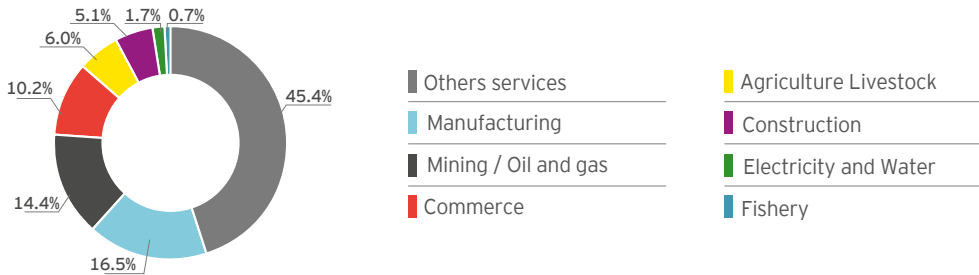 5.1%
1.7%
0.7%
6.0%
10.2%
45.4%
14.4%
16.5%
Others services
Manufacturing
Mining / Oil and gas
Commerce
Agriculture Livestock
Construction
Electricity and Water
Fishery